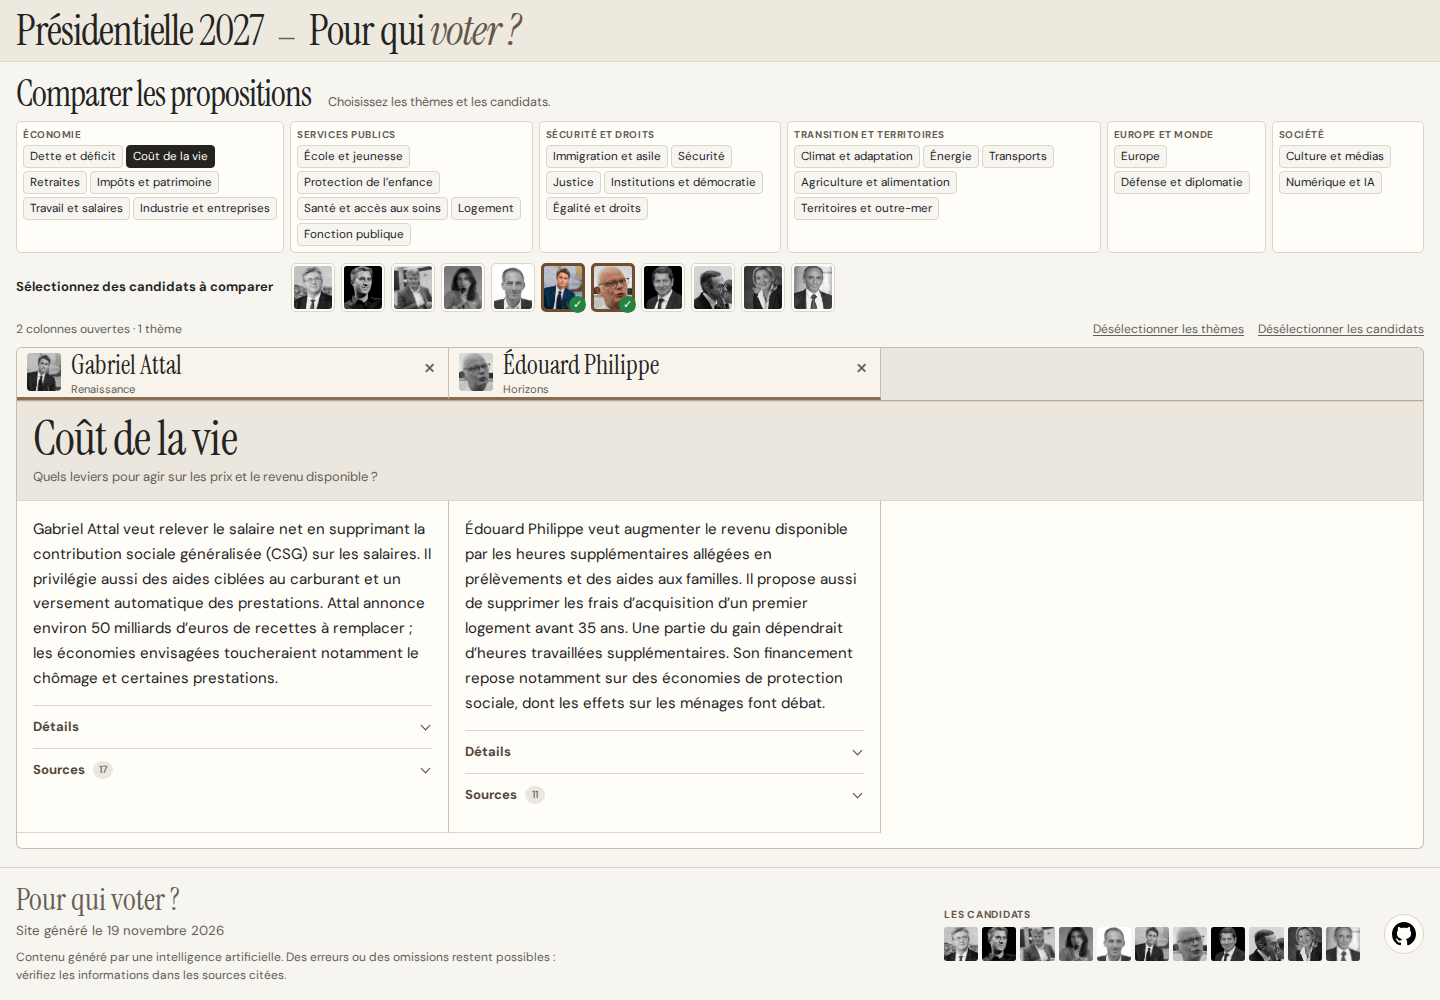 Présidentielle 2027 — Pour qui voter ?
Comparer les propositions
Choisissez les thèmes et les candidats.
ÉCONOMIE
Dette et déficit
Coût de la vie
Retraites
Impôts et patrimoine
Travail et salaires
Industrie et entreprises
SERVICES PUBLICS
École et jeunesse
Protection de l'enfance
Santé et accès aux soins
Logement
Fonction publique
SÉCURITÉ ET DROITS
Immigration et asile
Sécurité
Justice
Institutions et démocratie
Égalité et droits
TRANSITION ET TERRITOIRES
Climat et adaptation
Énergie
Transports
Agriculture et alimentation
Territoires et outre-mer
EUROPE ET MONDE
Europe
Défense et diplomatie
SOCIÉTÉ
Culture et médias
Numérique et IA
Sélectionnez des candidats à comparer
2 colonnes ouvertes · 1 thème
Désélectionner les thèmes
Désélectionner les candidats
Gabriel Attal
Renaissance
Édouard Philippe
Horizons
Coût de la vie
Quels leviers pour agir sur les prix et le revenu disponible ?
Gabriel Attal veut relever le salaire net en supprimant la
contribution sociale généralisée (CSG) sur les salaires. Il
privilégie aussi des aides ciblées au carburant et un
versement automatique des prestations. Attal annonce
environ 50 milliards d'euros de recettes à remplacer ;
les économies envisagées toucheraient notamment le
chômage et certaines prestations.
Détails
Sources 17
Édouard Philippe veut augmenter le revenu disponible
par les heures supplémentaires allégées en
prélèvements et des aides aux familles. Il propose aussi
de supprimer les frais d'acquisition d'un premier
logement avant 35 ans. Une partie du gain dépendrait
d'heures travaillées supplémentaires. Son financement
repose notamment sur des économies de protection
sociale, dont les effets sur les ménages font débat.
Détails
Sources 11
Pour qui voter ?
Site généré le 19 novembre 2026
Contenu généré par une intelligence artificielle. Des erreurs ou des omissions restent possibles :
vérifiez les informations dans les sources citées.
LES CANDIDATS